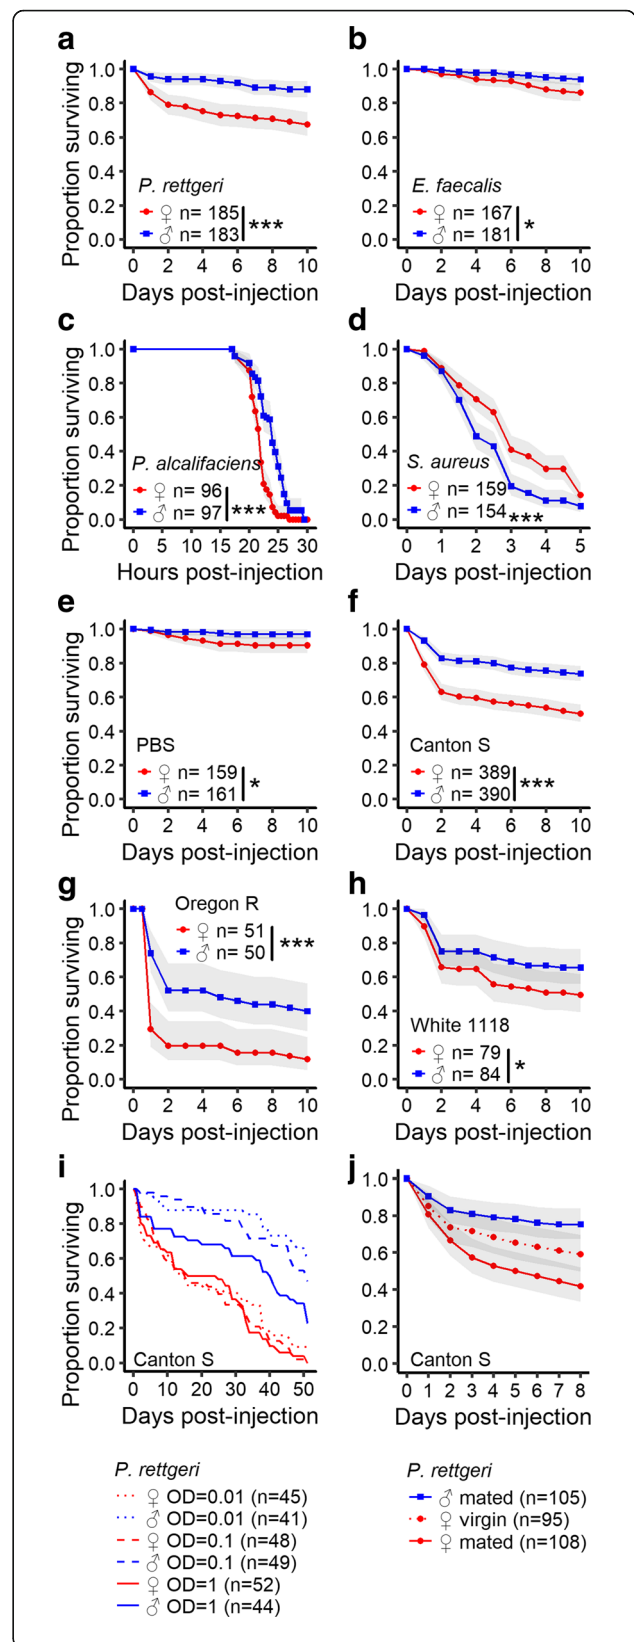 a
b
Proportion surviving
1.0
0.8
0.6
0.4
0.2
0.0
P. rettgeri
♀ n= 185
♂ n= 183
***
0 2 4 6 8 10
Days post-injection
1.0
0.8
0.6
0.4
0.2
0.0
E. faecalis
♀ n= 167
♂ n= 181
*
0 2 4 6 8 10
Days post-injection
c
d
Proportion surviving
1.0
0.8
0.6
0.4
0.2
0.0
P. alcalifaciens
♀ n= 96
♂ n= 97
***
0 5 10 15 20 25 30
Hours post-injection
1.0
0.8
0.6
0.4
0.2
0.0
S. aureus
♀ n= 159
♂ n= 154
***
0 1 2 3 4 5
Days post-injection
e
f
Proportion surviving
1.0
0.8
0.6
0.4
0.2
0.0
PBS
♀ n= 159
♂ n= 161
*
0 2 4 6 8 10
Days post-injection
1.0
0.8
0.6
0.4
0.2
0.0
Canton S
♀ n= 389
♂ n= 390
***
0 2 4 6 8 10
Days post-injection
g
h
Proportion surviving
1.0
0.8
0.6
0.4
0.2
0.0
Oregon R
♀ n= 51
♂ n= 50
***
0 2 4 6 8 10
Days post-injection
1.0
0.8
0.6
0.4
0.2
0.0
White 1118
♀ n= 79
♂ n= 84
*
0 2 4 6 8 10
Days post-injection
i
j
Proportion surviving
1.0
0.8
0.6
0.4
0.2
0.0
Canton S
0 10 20 30 40 50
Days post-injection
1.0
0.8
0.6
0.4
0.2
0.0
Canton S
0 1 2 3 4 5 6 7 8
Days post-injection
P. rettgeri
♀ OD=0.01 (n=45)
♂ OD=0.01 (n=41)
♀ OD=0.1 (n=48)
♂ OD=0.1 (n=49)
♀ OD=1 (n=52)
♂ OD=1 (n=44)
P. rettgeri
♂ mated (n=105)
♀ virgin (n=95)
♀ mated (n=108)